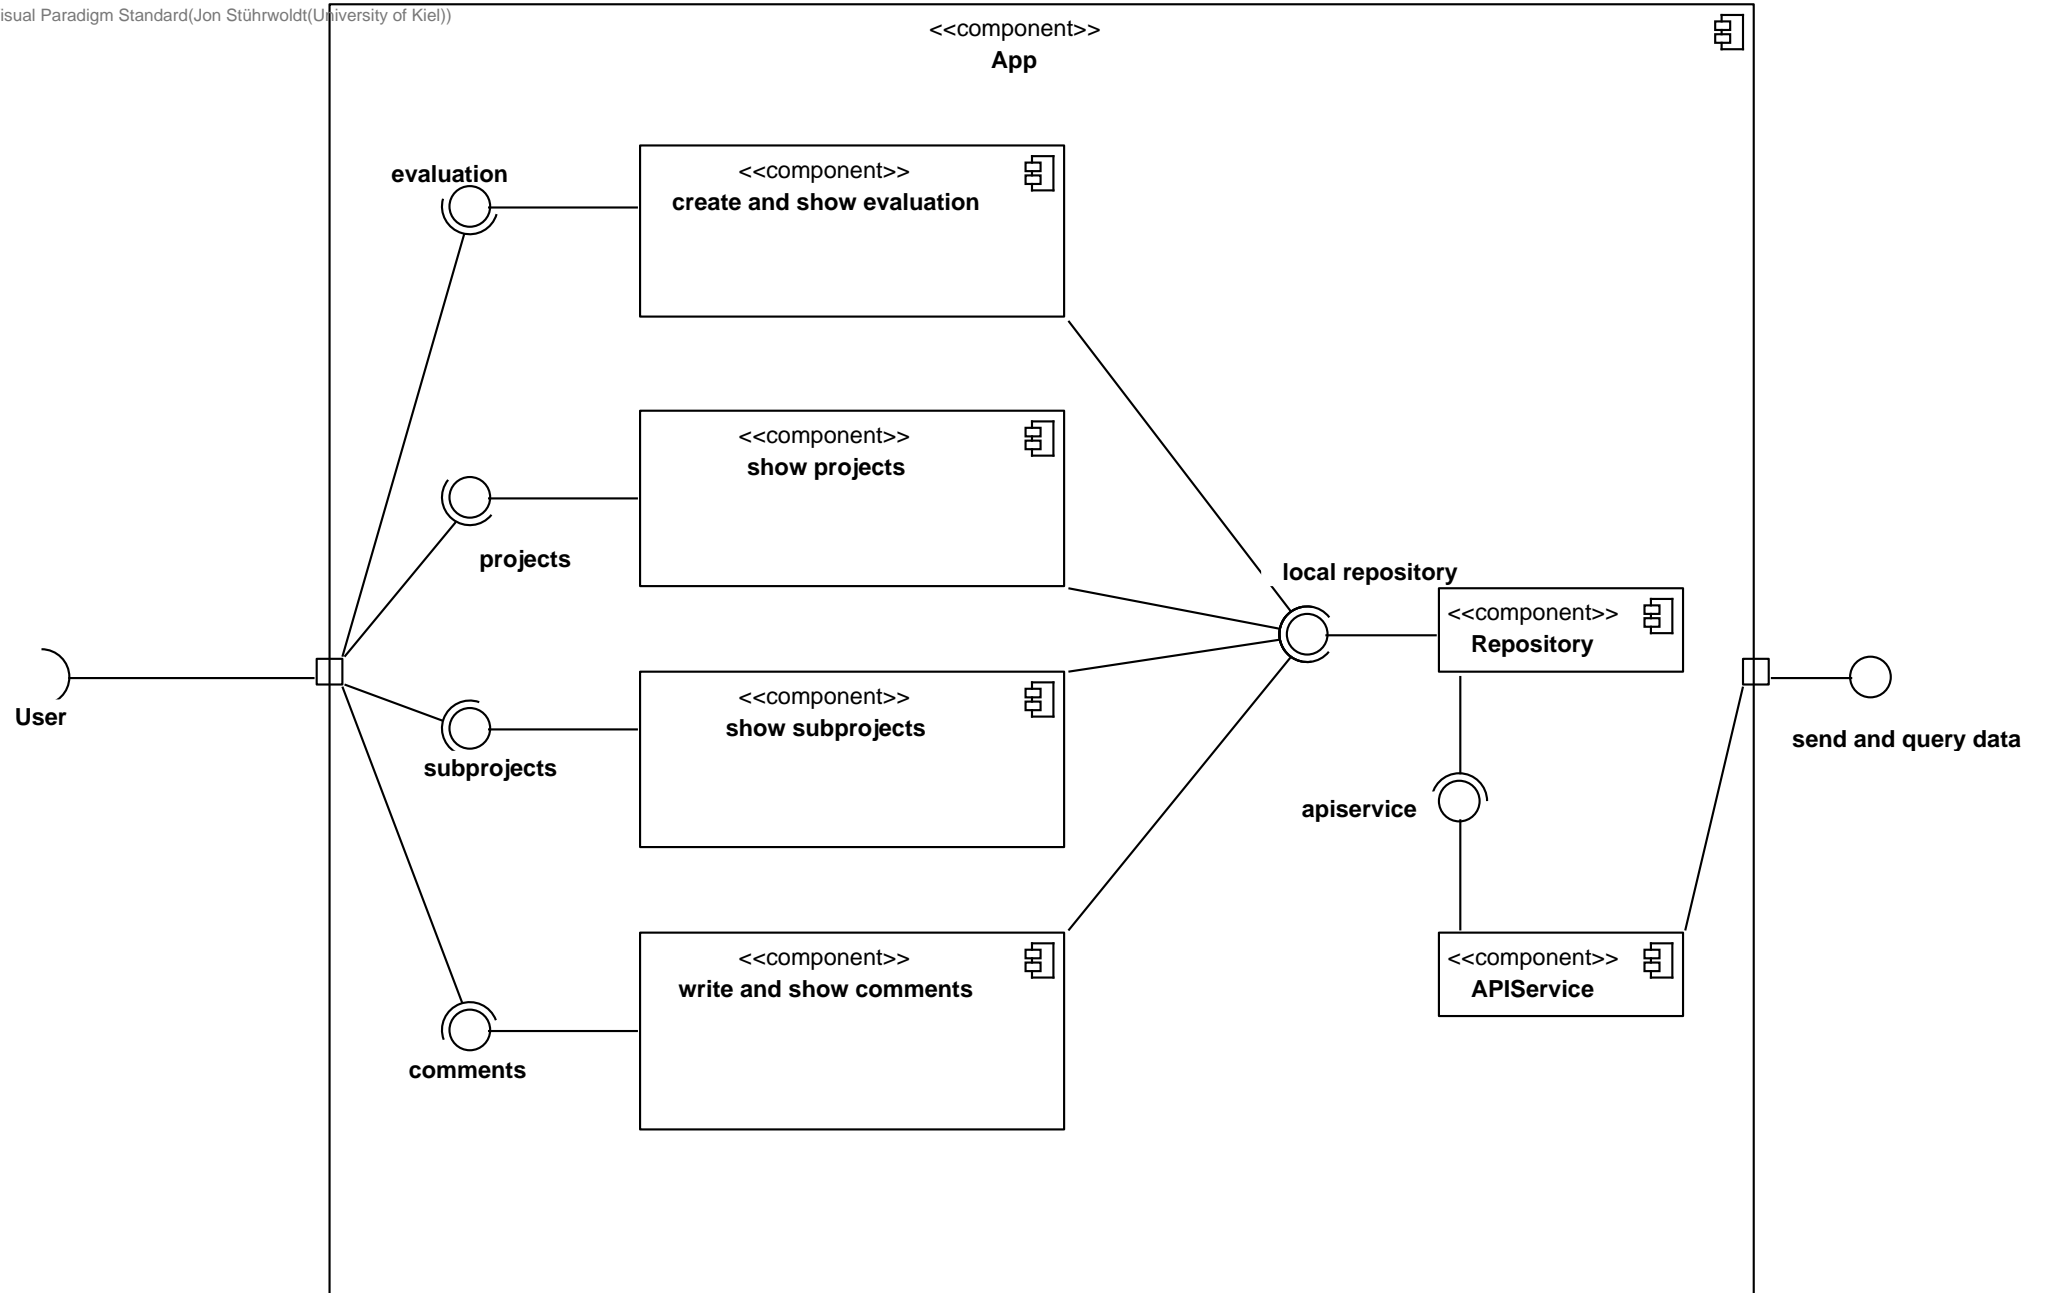 isual Paradigm Standard(Jon Stührwoldt(University of Kiel))
<<component>>
App
evaluation
<<component>>
create and show evaluation
<<component>>
show projects
projects
local repository
<<component>>
Repository
User
<<component>>
show subprojects
subprojects
send and query data
apiservice
<<component>>
write and show comments
<<component>>
APIService
comments